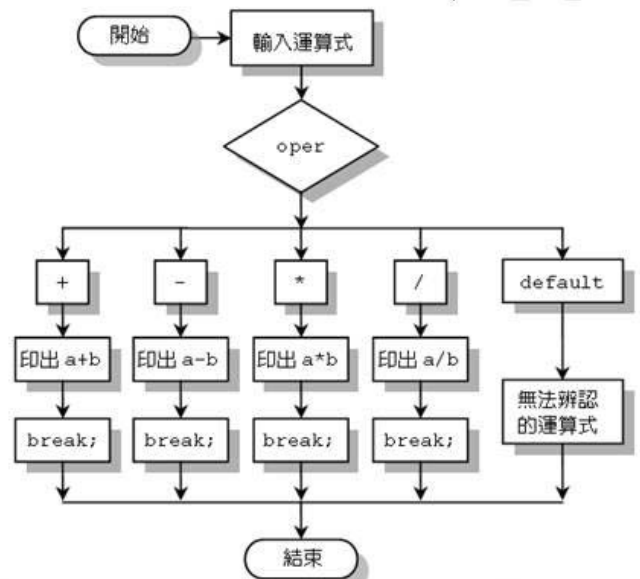 開始
輸入運算式
oper
+
-
*
/
default
印出 a+b
印出 a-b
印出 a*b
印出 a/b
無法辨認
的運算式
break;
break;
break;
break;
結束